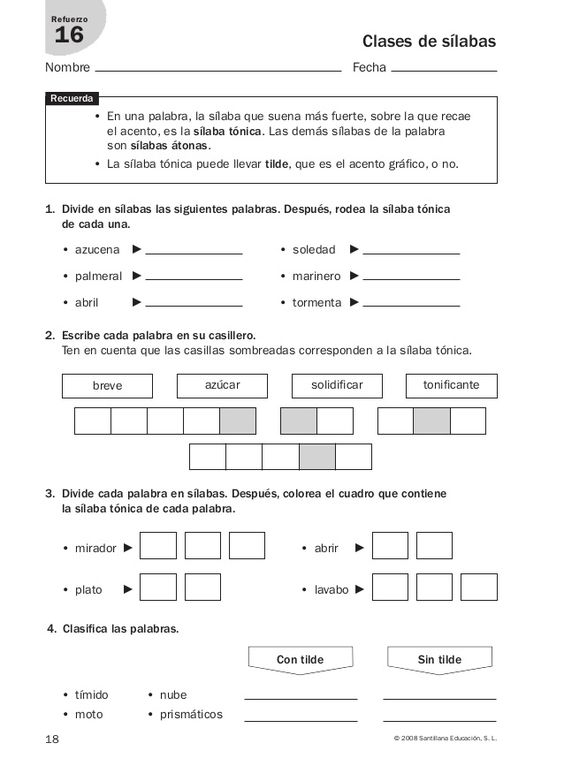 Refuerzo
16
Clases de sílabas
Nombre Fecha
Recuerda
• En una palabra, la sílaba que suena más fuerte, sobre la que recae
el acento, es la sílaba tónica. Las demás sílabas de la palabra
son sílabas átonas.
• La sílaba tónica puede llevar tilde, que es el acento gráfico, o no.
1. Divide en sílabas las siguientes palabras. Después, rodea la sílaba tónica
de cada una.
• azucena ▶ • soledad ▶
• palmeral ▶ • marinero ▶
• abril ▶ • tormenta ▶
2. Escribe cada palabra en su casillero.
Ten en cuenta que las casillas sombreadas corresponden a la sílaba tónica.
breve azúcar solidificar tonificante
3. Divide cada palabra en sílabas. Después, colorea el cuadro que contiene
la sílaba tónica de cada palabra.
• mirador ▶ • abrir ▶
• plato ▶ • lavabo ▶
4. Clasifica las palabras.
Con tilde Sin tilde
• tímido • nube
• moto • prismáticos
18 © 2008 Santillana Educación, S. L.